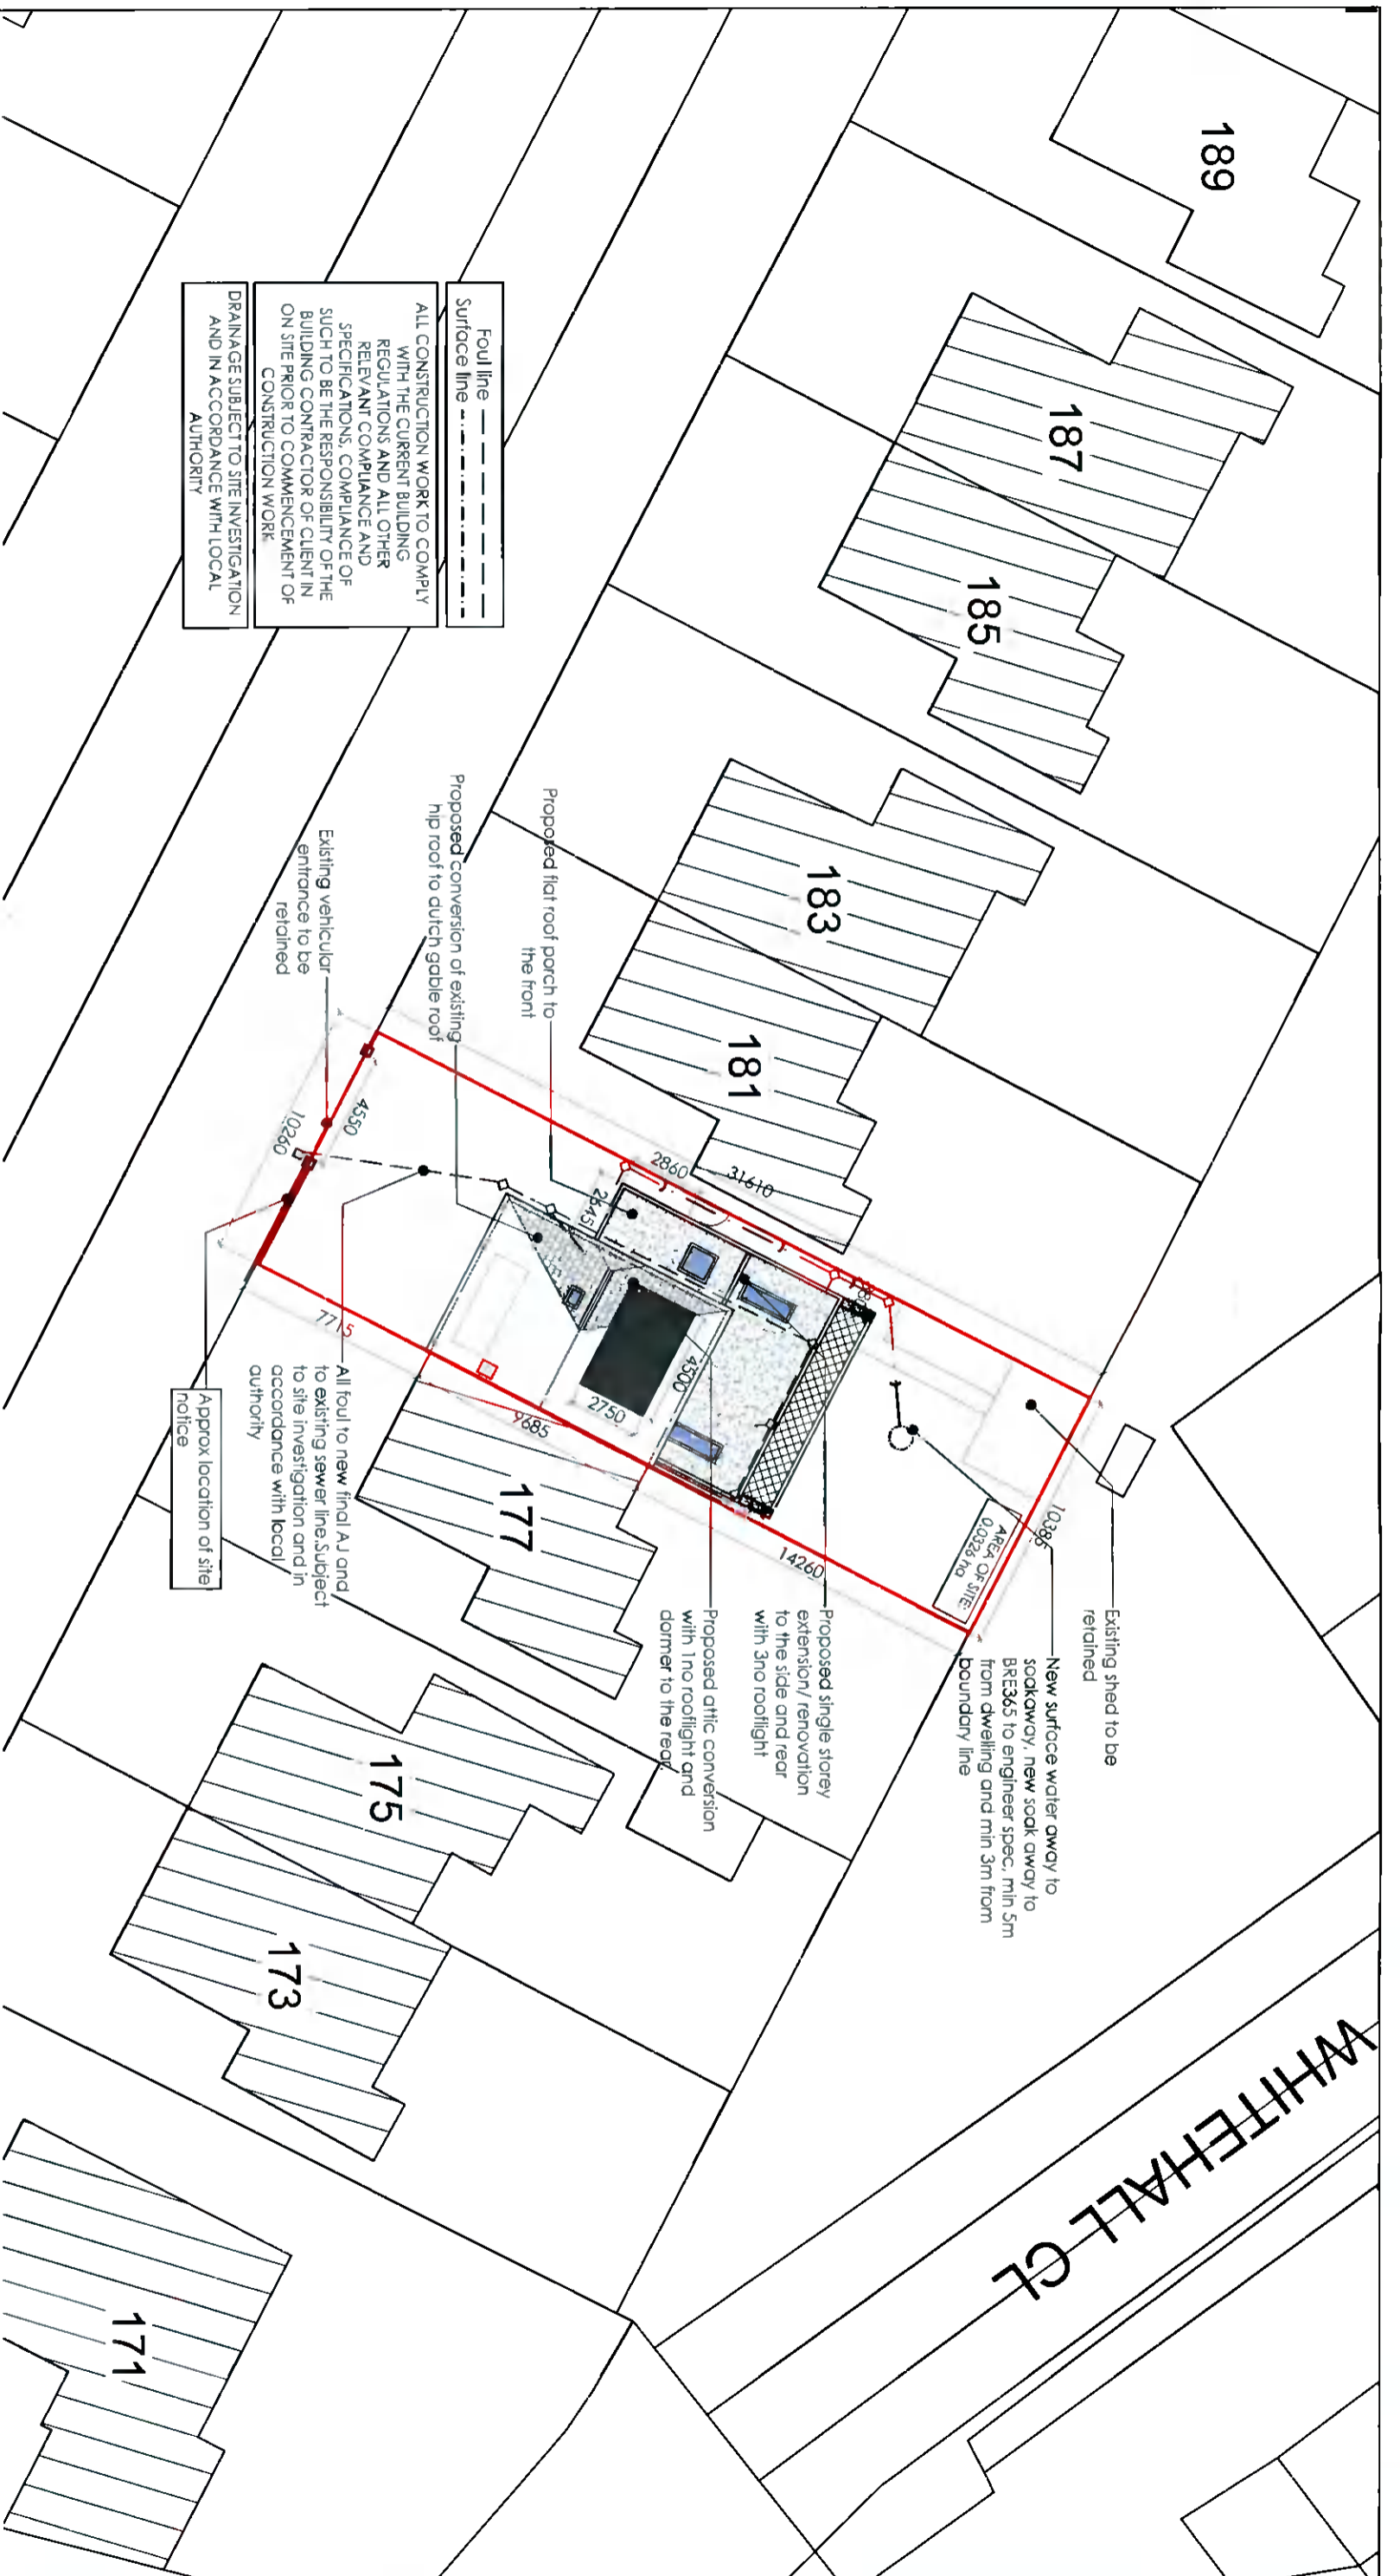 189
187
185
183
181
177
175
173
171
WHITEHALL CL
Existing shed to be
retained
New surface water away to
soakaway, new soak away to
BRE365 to engineer spec, min 5m
from dwelling and min 3m from
boundary line
10386
AREA OF SITE:
0.0326 ha
Proposed single storey
extension/ renovation
to the side and rear
with 3no rooflight
Proposed attic conversion
with 1no rooflight and
dormer to the rear.
14260
31610
2860
2645
4500
2750
9685
7715
4550
10260
Proposed flat roof porch to
the front
Proposed conversion of existing
hip roof to dutch gable roof
Existing vehicular
entrance to be
retained
All foul to new final AJ and
to existing sewer line.Subject
to site investigation and in
accordance with local
authority
Approx location of site
notice
Foul line
Surface line
ALL CONSTRUCTION WORK TO COMPLY
WITH THE CURRENT BUILDING
REGULATIONS AND ALL OTHER
RELEVANT COMPLIANCE AND
SPECIFICATIONS, COMPLIANCE OF
SUCH TO BE THE RESPONSIBILITY OF THE
BUILDING CONTRACTOR OF CLIENT IN
ON SITE PRIOR TO COMMENCEMENT OF
CONSTRUCTION WORK
DRAINAGE SUBJECT TO SITE INVESTIGATION
AND IN ACCORDANCE WITH LOCAL
AUTHORITY